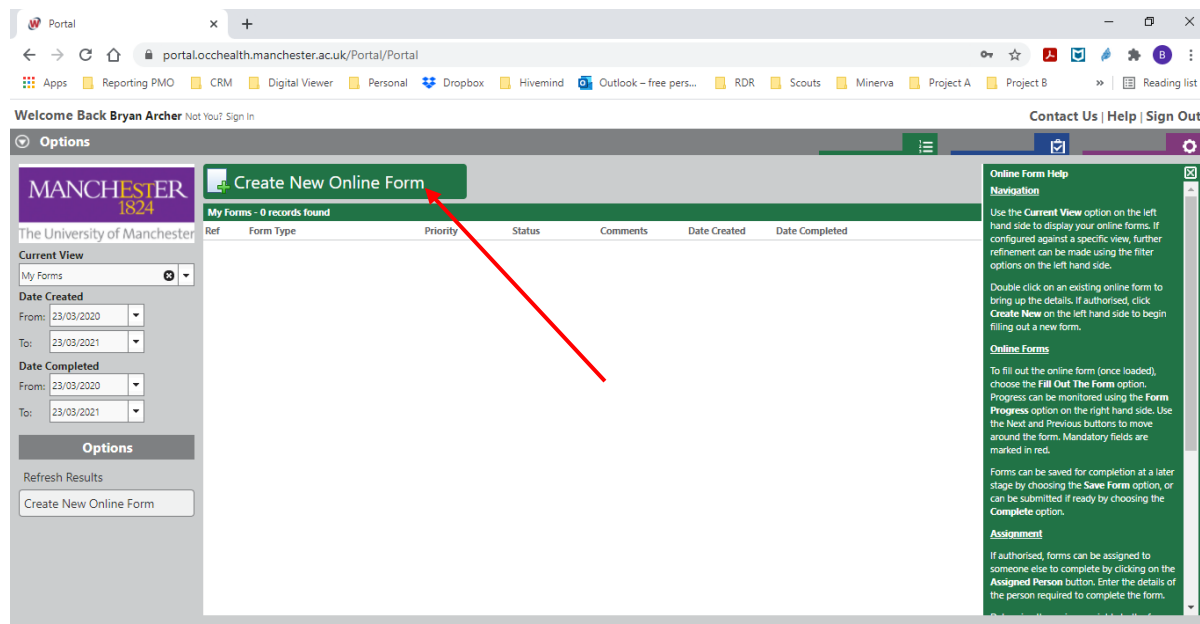 Portal
portal.occhealth.manchester.ac.uk/Portal/Portal
B
Apps Reporting PMO CRM Digital Viewer Personal Dropbox Hivemind Outlook – free pers... RDR Scouts Minerva Project A Project B » Reading list
Welcome Back Bryan Archer Not You? Sign In
Contact Us | Help | Sign Out
Options
MANCHESTER
1824
The University of Manchester
Current View
My Forms
Date Created
From: 23/03/2020
To: 23/03/2021
Date Completed
From: 23/03/2020
To: 23/03/2021
Options
Refresh Results
Create New Online Form
Create New Online Form
My Forms - 0 records found
Ref Form Type Priority Status Comments Date Created Date Completed
Online Form Help
Navigation
Use the Current View option on the left
hand side to display your online forms. If
configured against a specific view, further
refinement can be made using the filter
options on the left hand side.
Double click on an existing online form to
bring up the details. If authorised, click
Create New on the left hand side to begin
filling out a new form.
Online Forms
To fill out the online form (once loaded),
choose the Fill Out The Form option.
Progress can be monitored using the Form
Progress option on the right hand side. Use
the Next and Previous buttons to move
around the form. Mandatory fields are
marked in red.
Forms can be saved for completion at a later
stage by choosing the Save Form option, or
can be submitted if ready by choosing the
Complete option.
Assignment
If authorised, forms can be assigned to
someone else to complete by clicking on the
Assigned Person button. Enter the details of
the person required to complete the form.